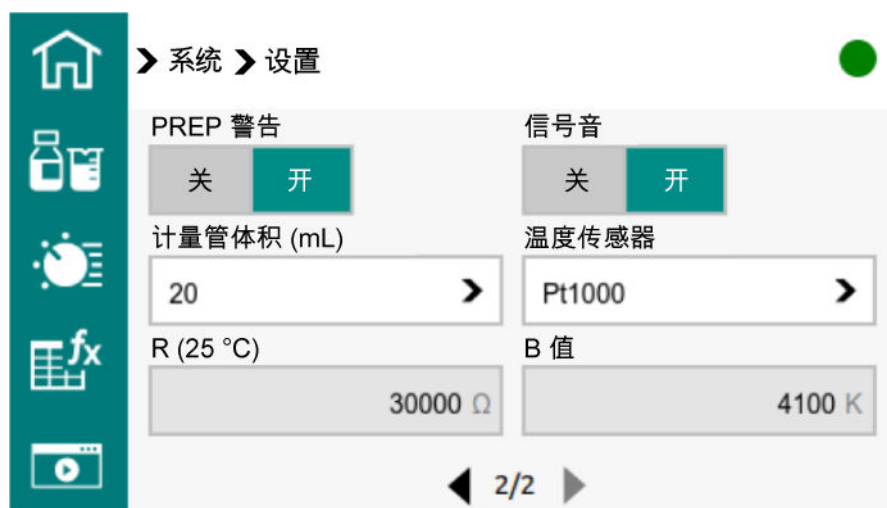 系统 设置
PREP 警告 信号音
关 开 关 开
计量管体积 (mL) 温度传感器
20 Pt1000
fx
R (25 °C) B 值
30000 Ω 4100 K
2/2